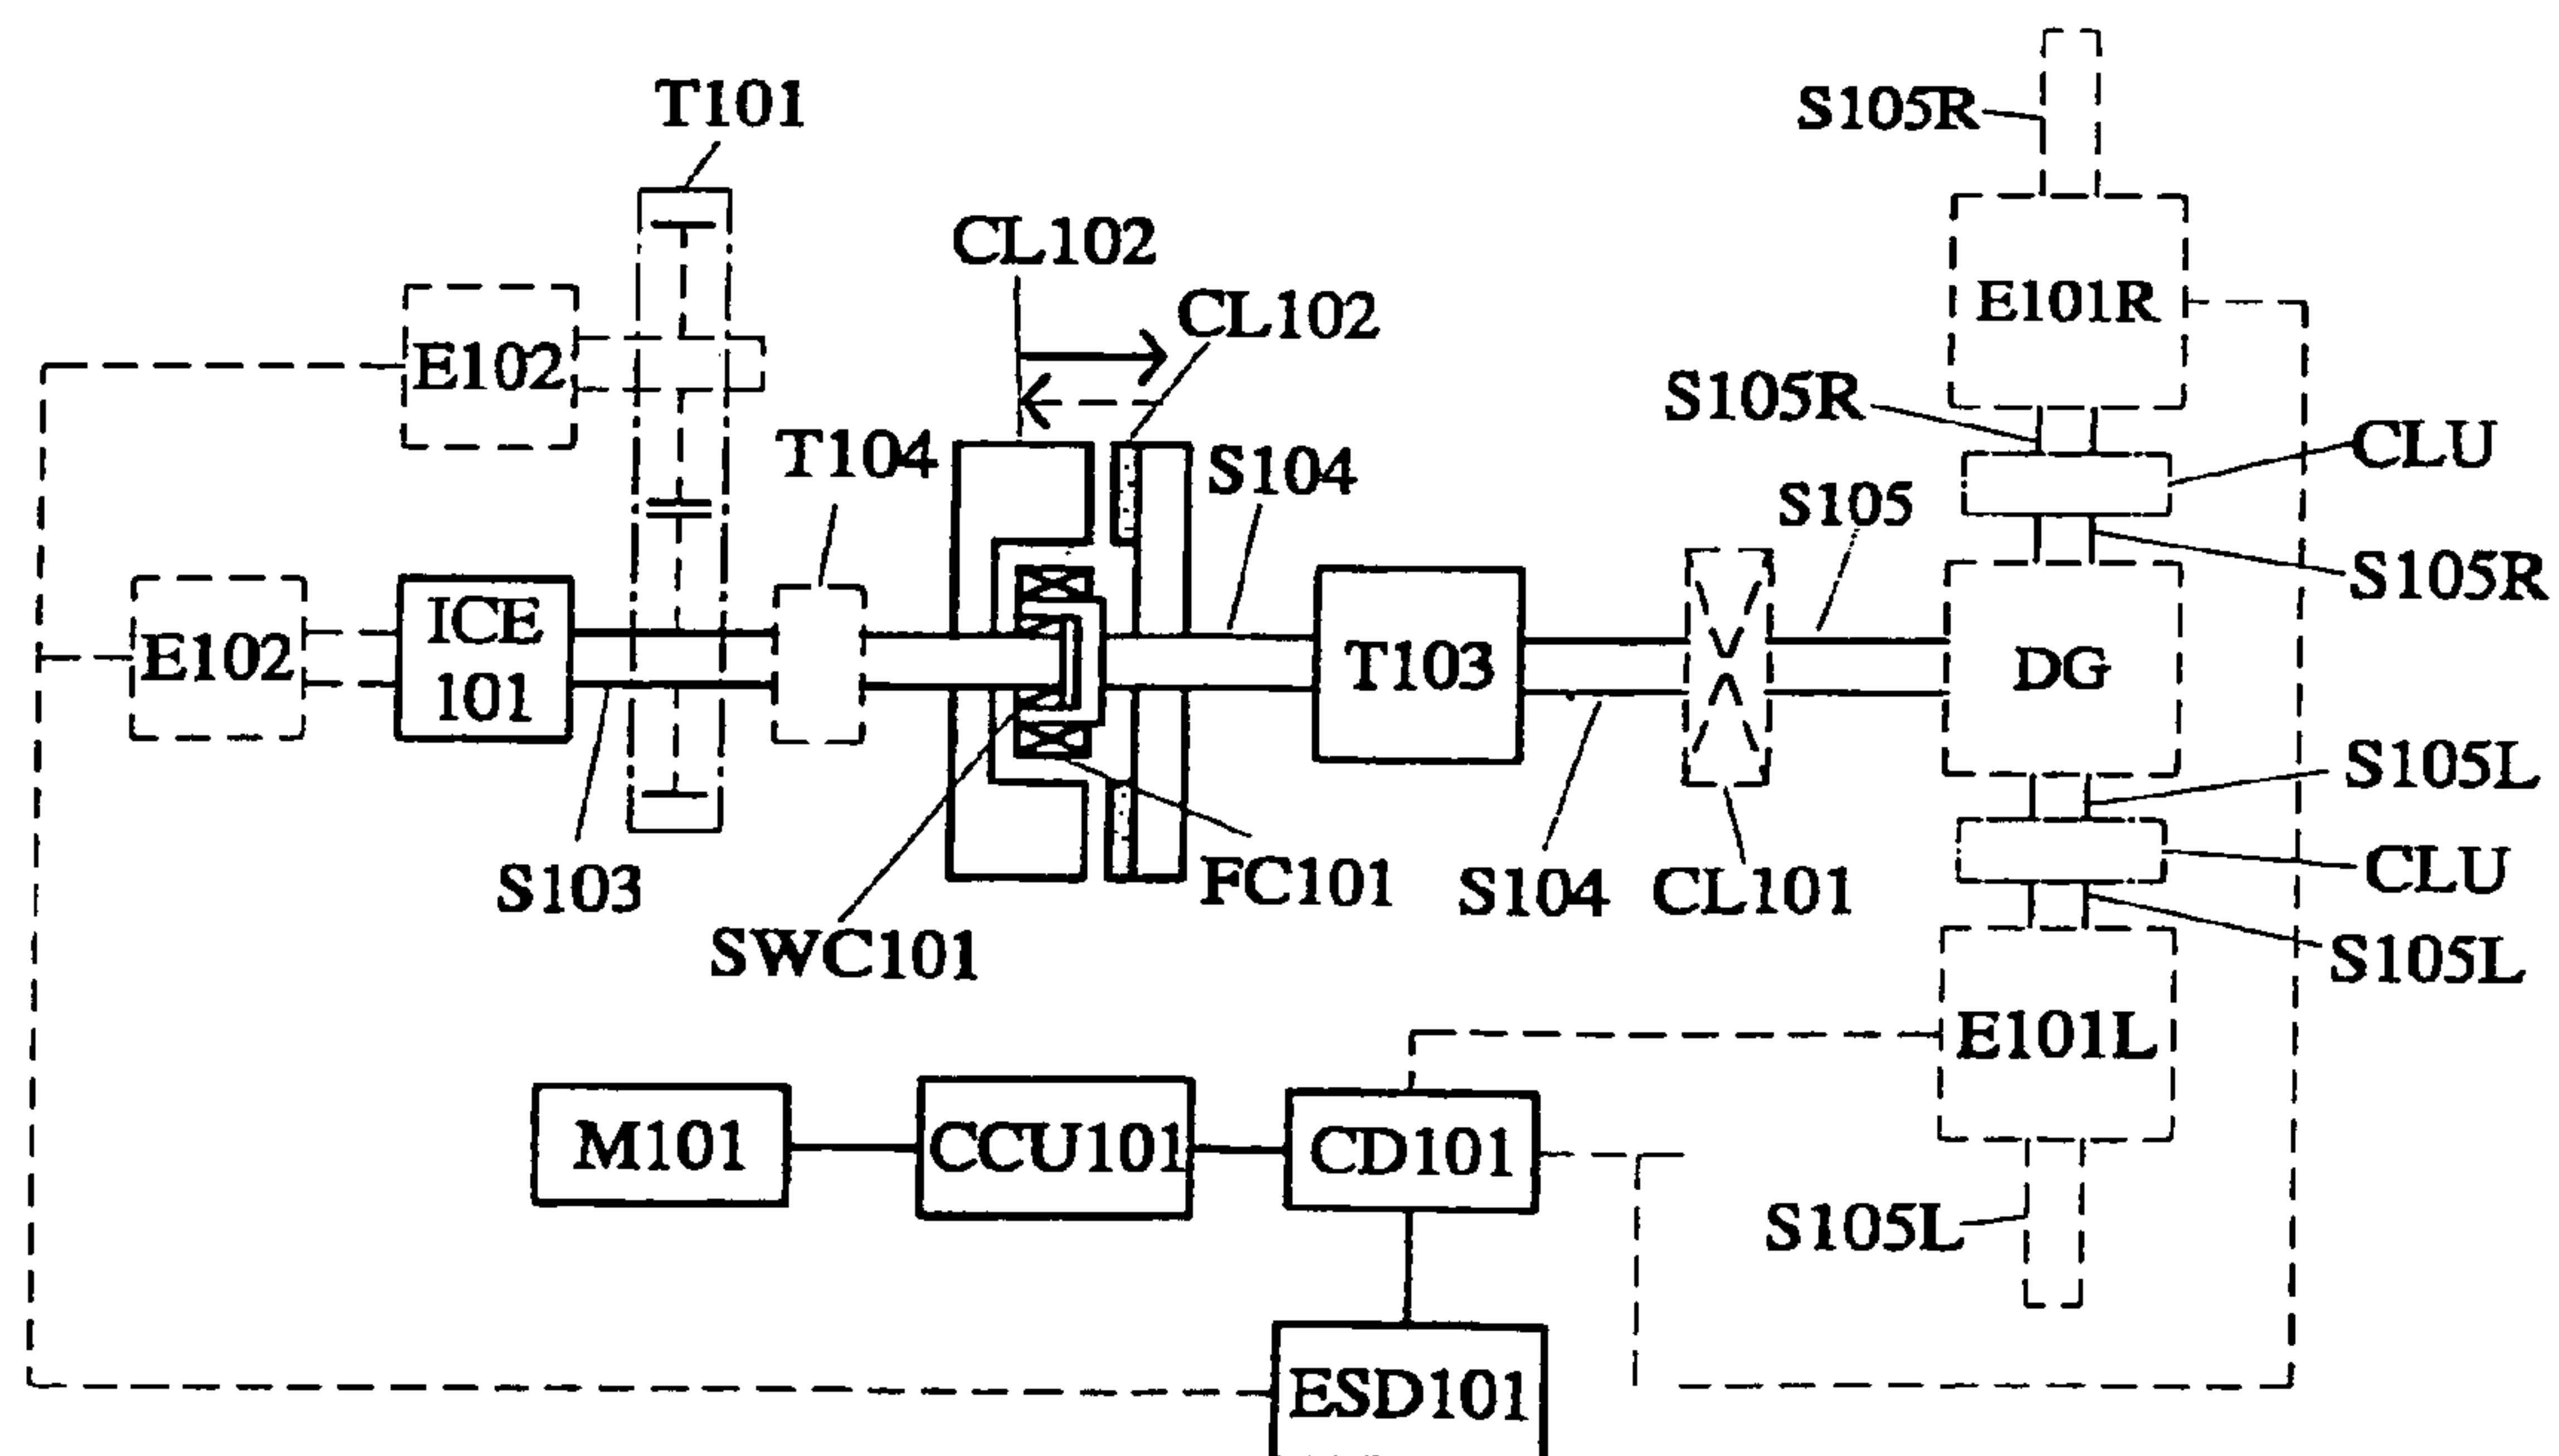 T101
S105R
CL102
CL102
E101R
E102
S105R
CLU
T104
S104
S105
S105R
ICE
101
E102
T103
DG
S105L
CLU
S103
FC101
S104
CL101
SWC101
S105L
E101L
M101
CCU101
CD101
S105L
ESD101